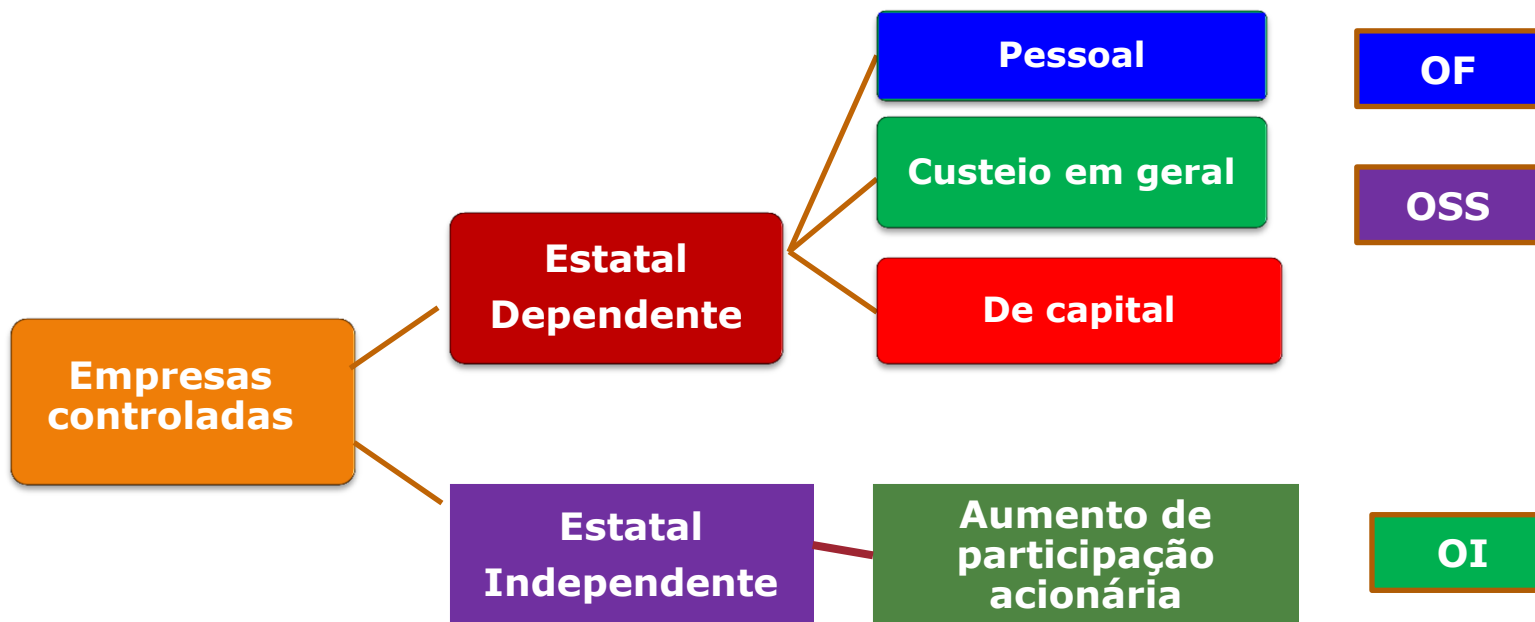 Pessoal
OF
Custeio em geral
OSS
Estatal
Dependente
De capital
Empresas
controladas
Estatal
Independente
Aumento de
participação
acionária
OI